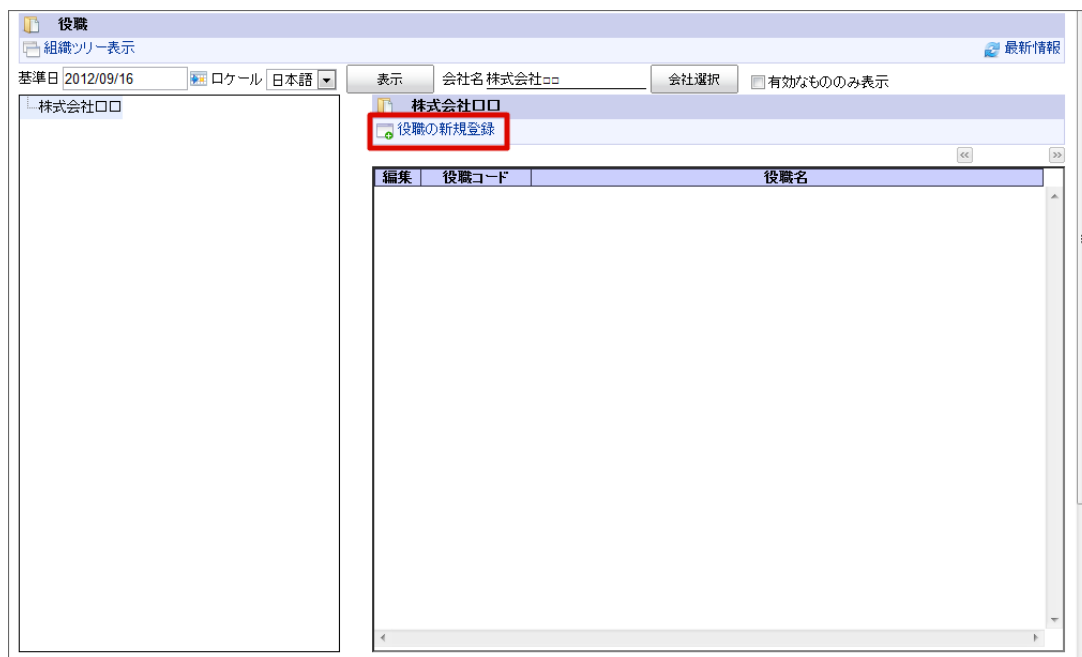 役職
組織ツリー表示 最新情報
基準日 2012/09/16 ロケール 日本語 表示 会社名 株式会社□□ 会社選択 有効なもののみ表示
株式会社□□
株式会社□□
役職の新規登録
編集 役職コード 役職名